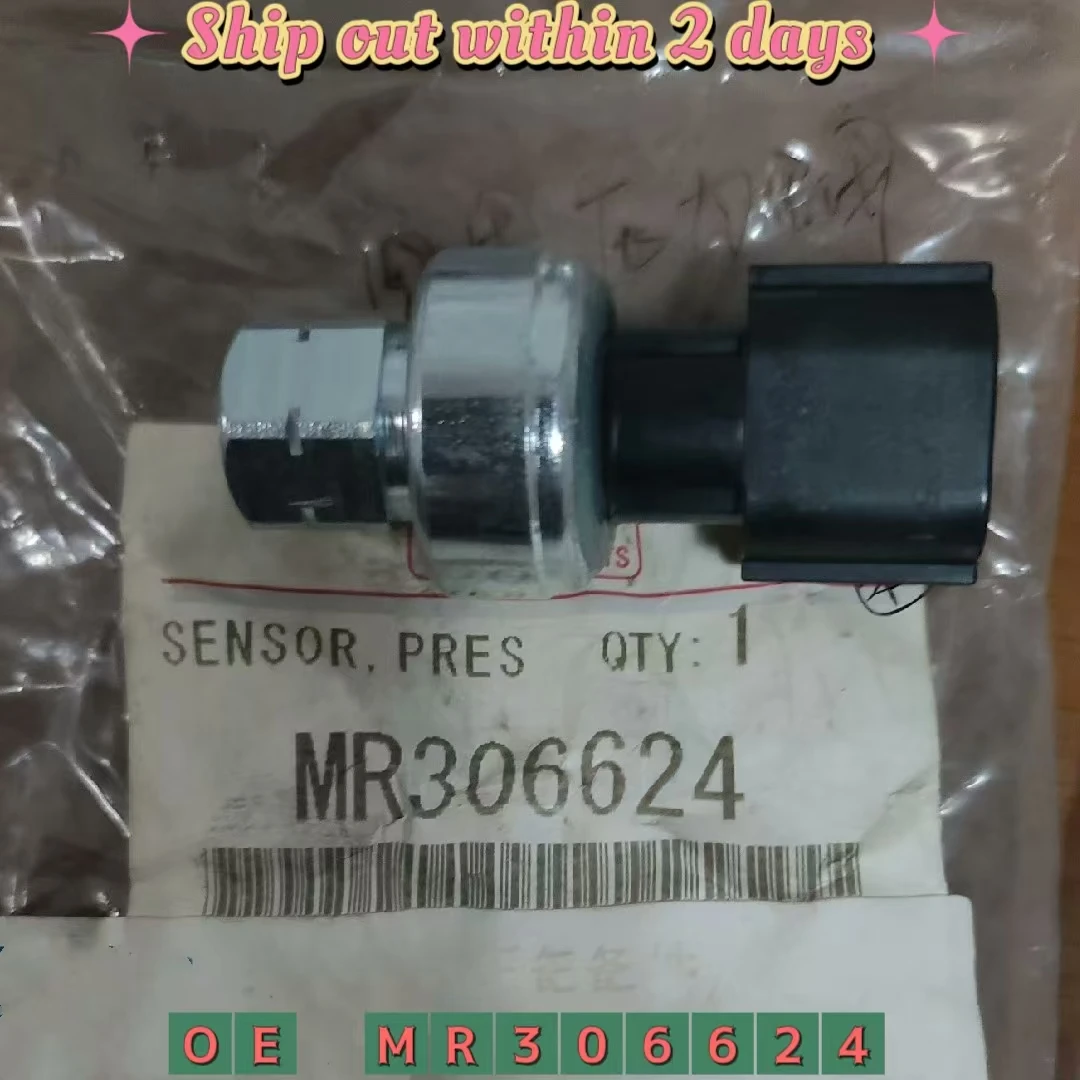 Ship out within 2 days
SENSOR, PRES QTY: 1
MR306624
OE MR306624